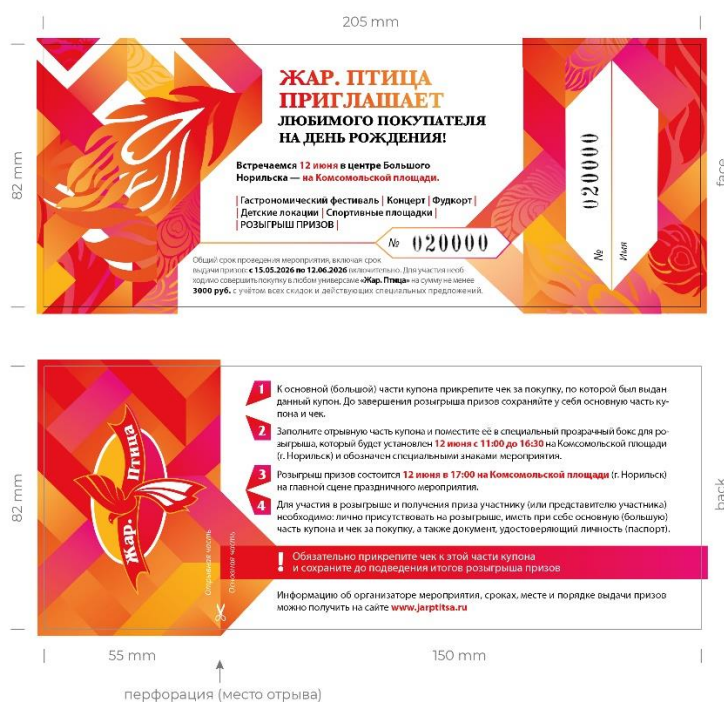 205 mm
82 mm
face
ЖАР. ПТИЦА
ПРИГЛАШАЕТ
ЛЮБИМОГО ПОКУПАТЕЛЯ
НА ДЕНЬ РОЖДЕНИЯ!
Встречаемся 12 июня в центре Большого
Норильска — на Комсомольской площади.
| Гастрономический фестиваль | Концерт | Фудкорт |
| Детские локации | Спортивные площадки |
| РОЗЫГРЫШ ПРИЗОВ |
№ 020000
Общий срок проведения мероприятия, включая срок
выдачи призов: с 15.05.2026 по 12.06.2026 включительно. Для участия необ-
ходимо совершить покупку в любом универсаме «Жар. Птица» на сумму не менее
3000 руб. с учётом всех скидок и действующих специальных предложений.
№ 020000
Имя
82 mm
back
Жар. Птица
Отрывная часть
Основная часть
1 К основной (большой) части купона прикрепите чек за покупку, по которой был выдан
данный купон. До завершения розыгрыша призов сохраняйте у себя основную часть ку-
пона и чек.
2 Заполните отрывную часть купона и поместите её в специальный прозрачный бокс для ро-
зыгрыша, который будет установлен 12 июня с 11:00 до 16:30 на Комсомольской площади
(г. Норильск) и обозначен специальными знаками мероприятия.
3 Розыгрыш призов состоится 12 июня в 17:00 на Комсомольской площади (г. Норильск)
на главной сцене праздничного мероприятия.
4 Для участия в розыгрыше и получения приза участнику (или представителю участника)
необходимо: лично присутствовать на розыгрыше, иметь при себе основную (большую)
часть купона и чек за покупку, а также документ, удостоверяющий личность (паспорт).
! Обязательно прикрепите чек к этой части купона
и сохраните до подведения итогов розыгрыша призов
Информацию об организаторе мероприятия, сроках, месте и порядке выдачи призов
можно получить на сайте www.jarptitsa.ru
55 mm
150 mm
перфорация (место отрыва)